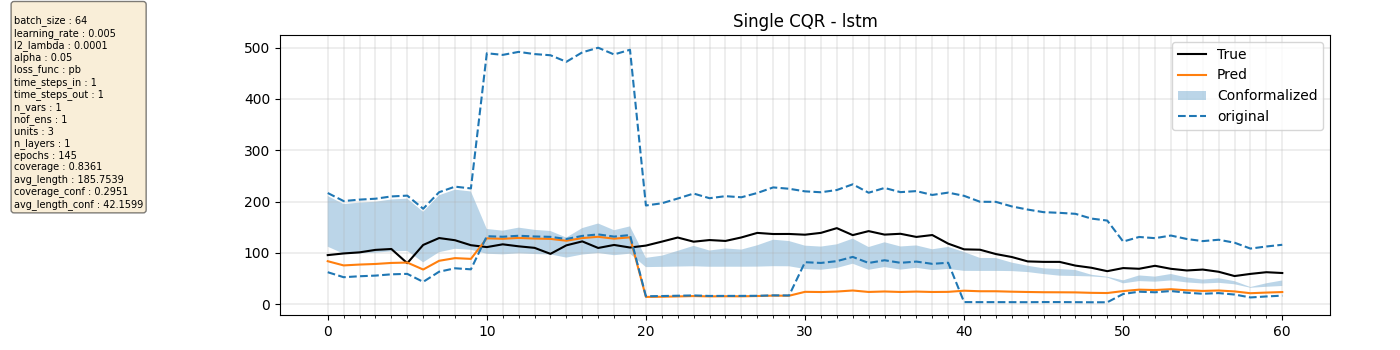 batch_size : 64
learning_rate : 0.005
l2_lambda : 0.0001
alpha : 0.05
loss_func : pb
time_steps_in : 1
time_steps_out : 1
n_vars : 1
nof_ens : 1
units : 3
n_layers : 1
epochs : 145
coverage : 0.8361
avg_length : 185.7539
coverage_conf : 0.2951
avg_length_conf : 42.1599
Single CQR - lstm
500
400
300
200
100
0
0 10 20 30 40 50 60
True
Pred
Conformalized
original